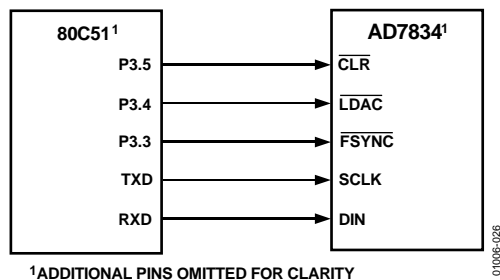 80C51¹ AD7834¹
P3.5 CLR
P3.4 LDAC
P3.3 FSYNC
TXD SCLK
RXD DIN
¹ADDITIONAL PINS OMITTED FOR CLARITY
01006-026